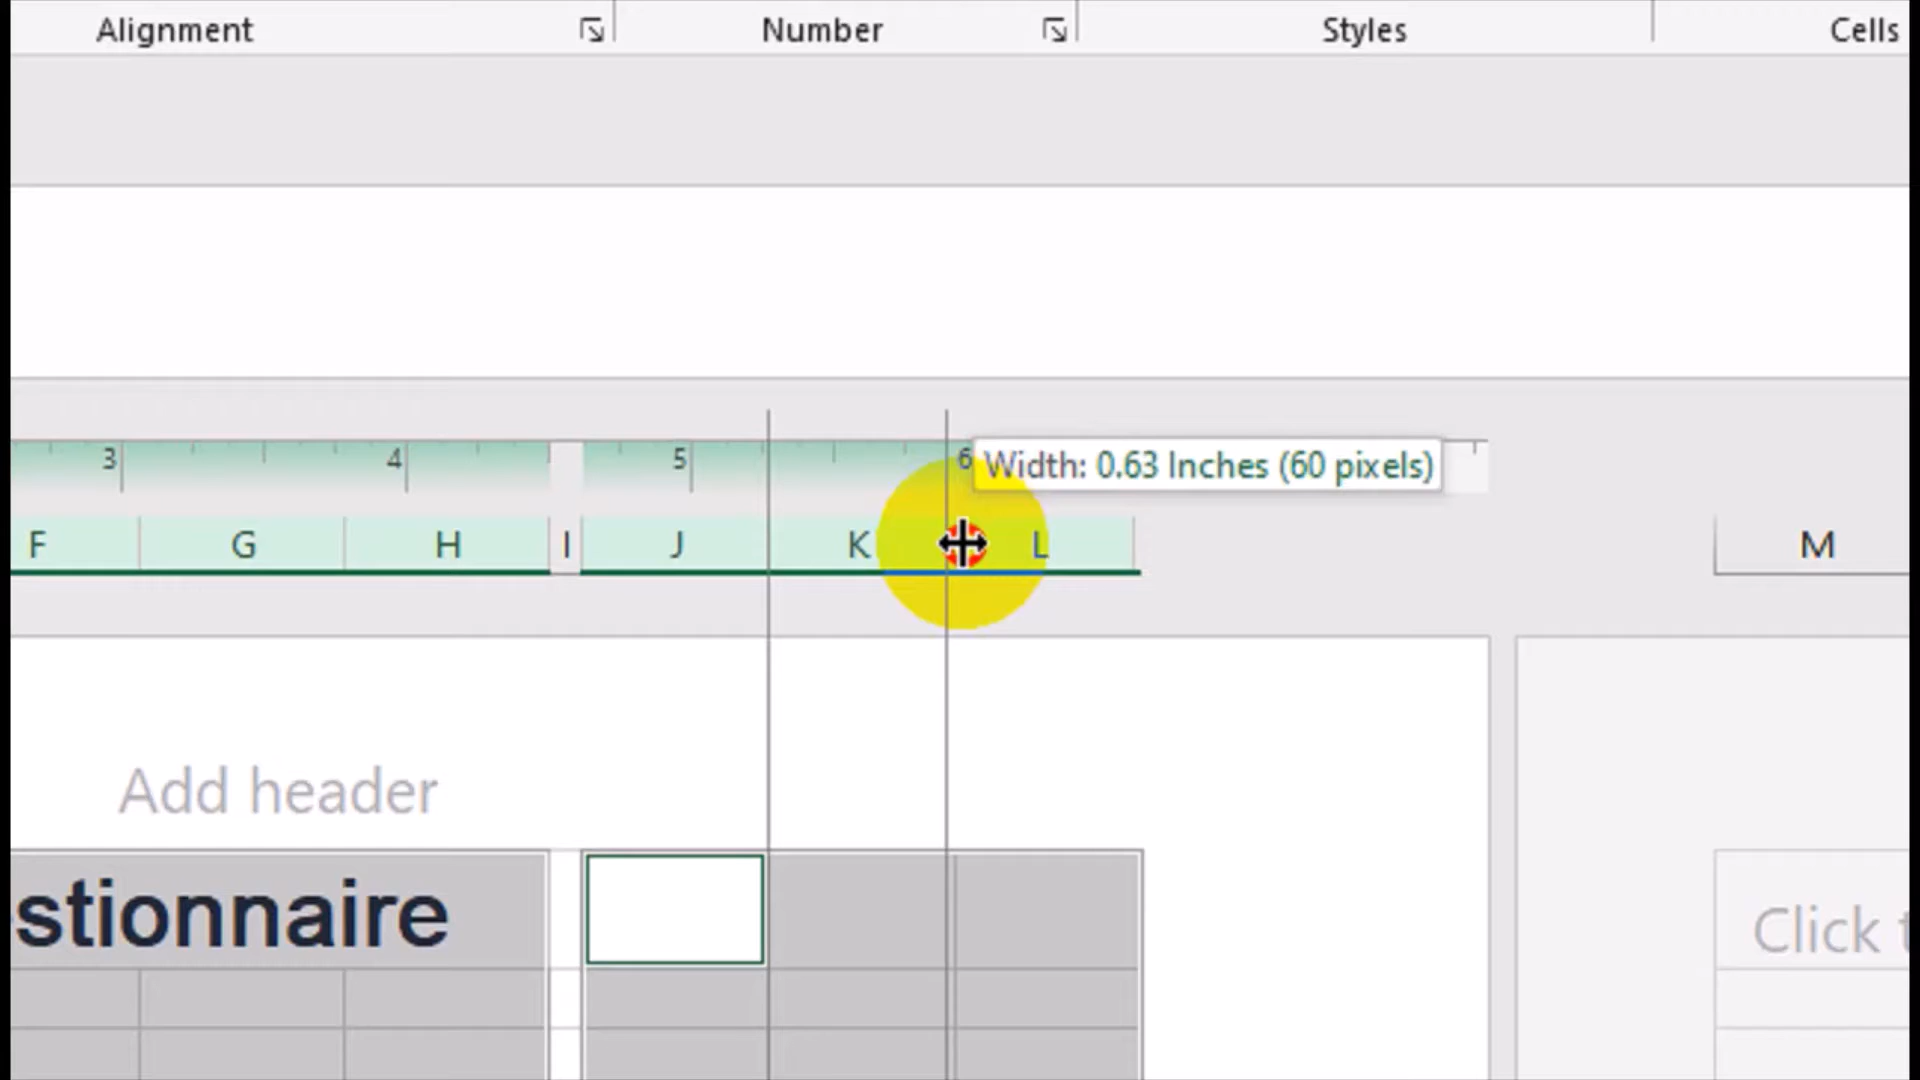 Alignment Number Styles Cells
3 4 5 6 Width: 0.63 Inches (60 pixels)
F G H I J K L M
Add header
stionnaire Click